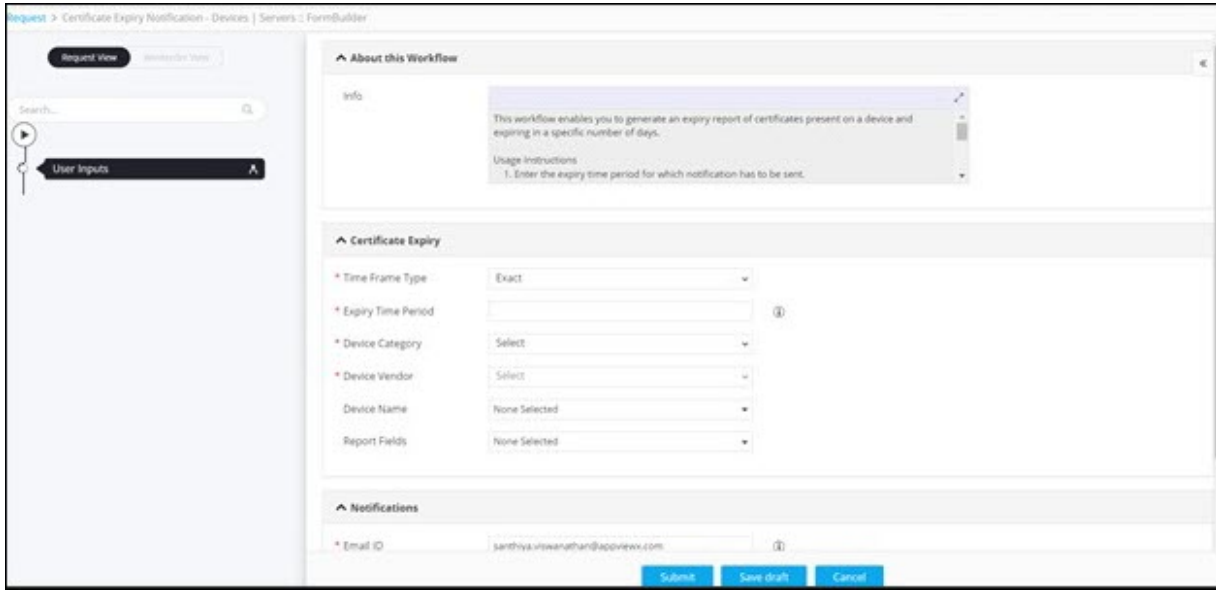 Request > Certificate Expiry Notification - Devices | Servers :: FormBuilder
Request View
Search...
User Inputs
About this Workflow
Info
This workflow enables you to generate an expiry report of certificates present on a device and
expiring in a specific number of days.
Usage Instructions
1. Enter the expiry time period for which notification has to be sent.
Certificate Expiry
* Time Frame Type Exact
* Expiry Time Period
* Device Category Select
* Device Vendor Select
Device Name None Selected
Report Fields None Selected
Notifications
* Email ID santhiya.viswanathan@appviewx.com
Submit Save draft Cancel